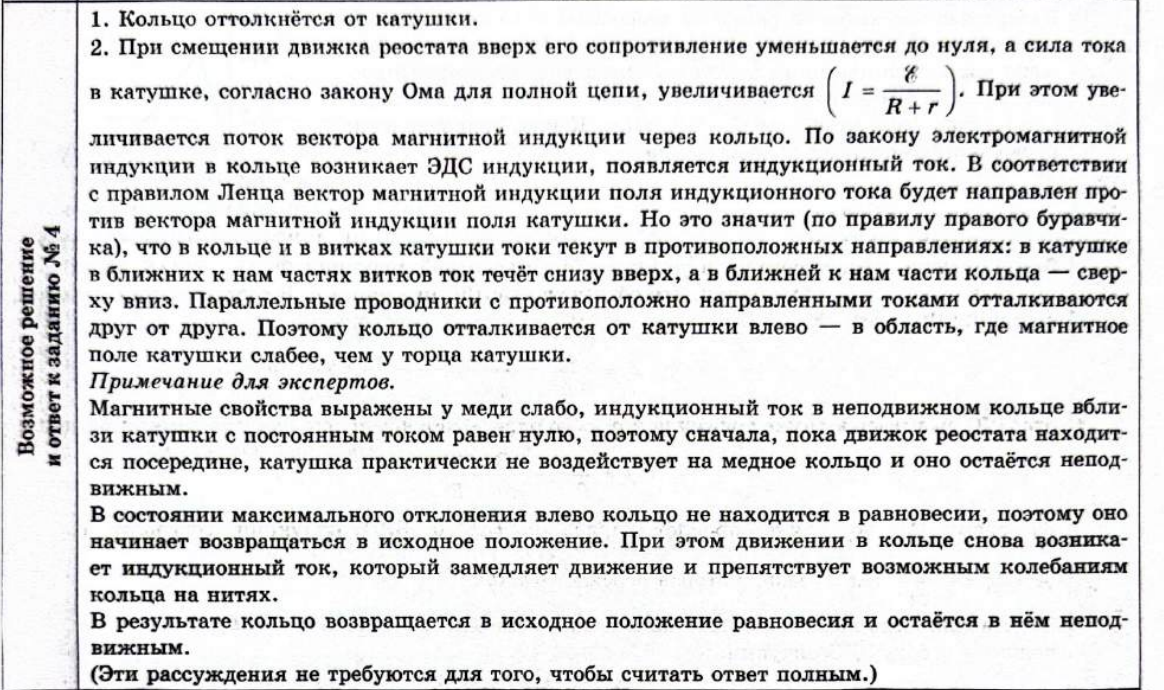 Возможное решение
и ответ к заданию № 4
1. Кольцо оттолкнётся от катушки.
2. При смещении движка реостата вверх его сопротивление уменьшается до нуля, а сила тока
в катушке, согласно закону Ома для полной цепи, увеличивается (I = ℰ / (R + r)). При этом уве-
личивается поток вектора магнитной индукции через кольцо. По закону электромагнитной
индукции в кольце возникает ЭДС индукции, появляется индукционный ток. В соответствии
с правилом Ленца вектор магнитной индукции поля индукционного тока будет направлен про-
тив вектора магнитной индукции поля катушки. Но это значит (по правилу правого буравчи-
ка), что в кольце и в витках катушки токи текут в противоположных направлениях: в катушке
в ближних к нам частях витков ток течёт снизу вверх, а в ближней к нам части кольца — свер-
ху вниз. Параллельные проводники с противоположно направленными токами отталкиваются
друг от друга. Поэтому кольцо отталкивается от катушки влево — в область, где магнитное
поле катушки слабее, чем у торца катушки.
Примечание для экспертов.
Магнитные свойства выражены у меди слабо, индукционный ток в неподвижном кольце вбли-
зи катушки с постоянным током равен нулю, поэтому сначала, пока движок реостата находит-
ся посередине, катушка практически не воздействует на медное кольцо и оно остаётся непод-
вижным.
В состоянии максимального отклонения влево кольцо не находится в равновесии, поэтому оно
начинает возвращаться в исходное положение. При этом движении в кольце снова возника-
ет индукционный ток, который замедляет движение и препятствует возможным колебаниям
кольца на нитях.
В результате кольцо возвращается в исходное положение равновесия и остаётся в нём непод-
вижным.
(Эти рассуждения не требуются для того, чтобы считать ответ полным.)